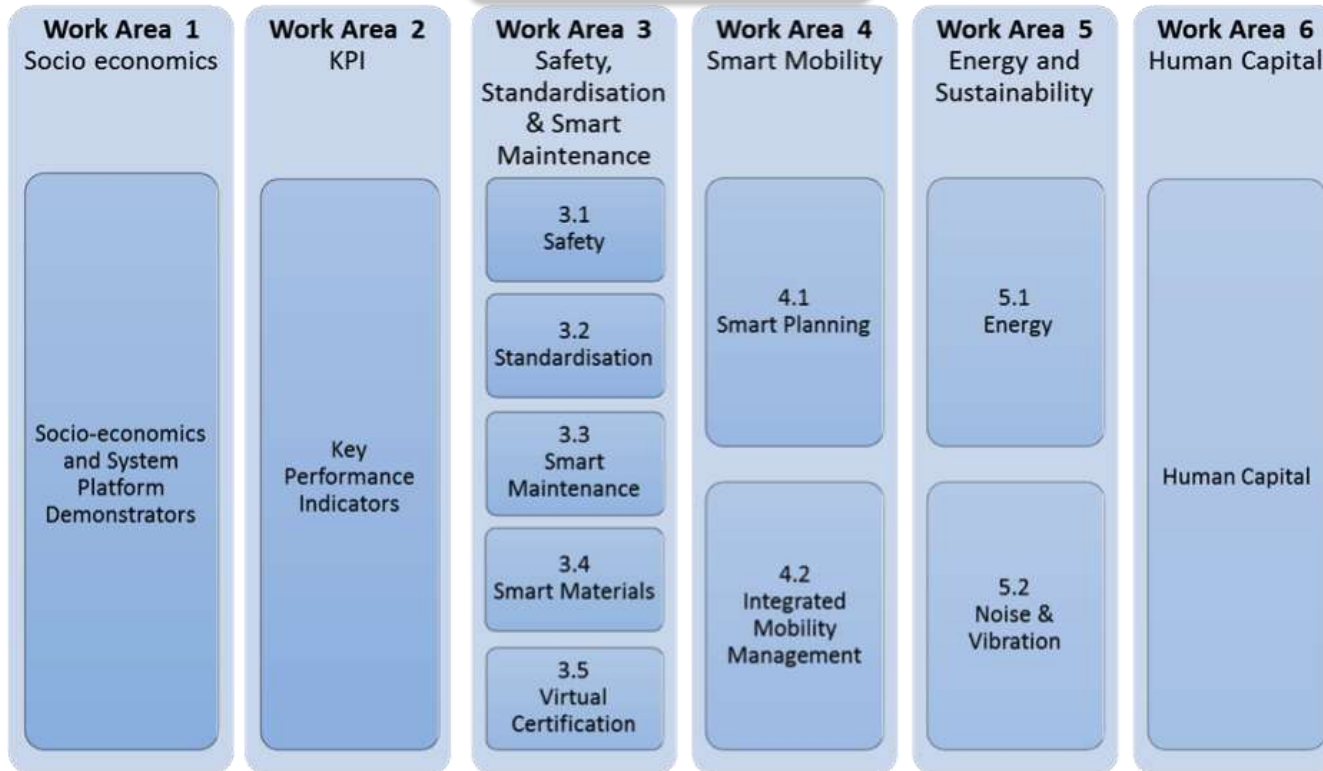 Work Area 1
Socio economics
Socio-economics
and System
Platform
Demonstrators
Work Area 2
KPI
Key
Performance
Indicators
Work Area 3
Safety,
Standardisation
& Smart
Maintenance
3.1
Safety
3.2
Standardisation
3.3
Smart
Maintenance
3.4
Smart Materials
3.5
Virtual
Certification
Work Area 4
Smart Mobility
4.1
Smart Planning
4.2
Integrated
Mobility
Management
Work Area 5
Energy and
Sustainability
5.1
Energy
5.2
Noise &
Vibration
Work Area 6
Human Capital
Human Capital